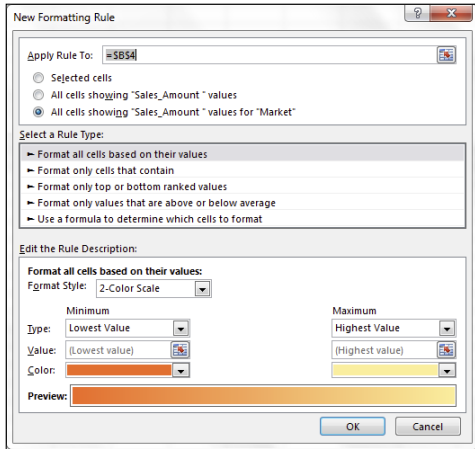 New Formatting Rule
Apply Rule To: =$B$4
Selected cells
All cells showing "Sales_Amount " values
All cells showing "Sales_Amount " values for "Market"
Select a Rule Type:
► Format all cells based on their values
► Format only cells that contain
► Format only top or bottom ranked values
► Format only values that are above or below average
► Use a formula to determine which cells to format
Edit the Rule Description:
Format all cells based on their values:
Format Style: 2-Color Scale
Minimum Maximum
Type: Lowest Value Highest Value
Value: (Lowest value) (Highest value)
Color:
Preview:
OK Cancel